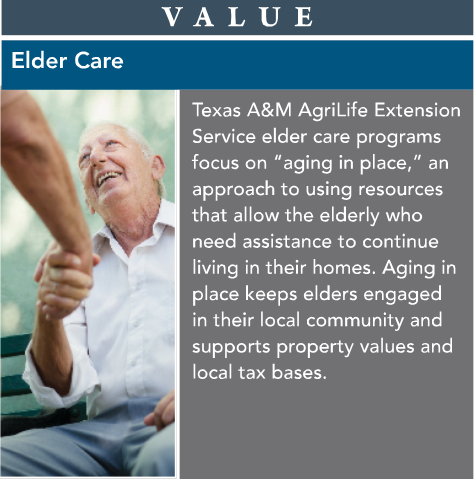 VALUE
Elder Care
Texas A&M AgriLife Extension
Service elder care programs
focus on “aging in place,” an
approach to using resources
that allow the elderly who
need assistance to continue
living in their homes. Aging in
place keeps elders engaged
in their local community and
supports property values and
local tax bases.